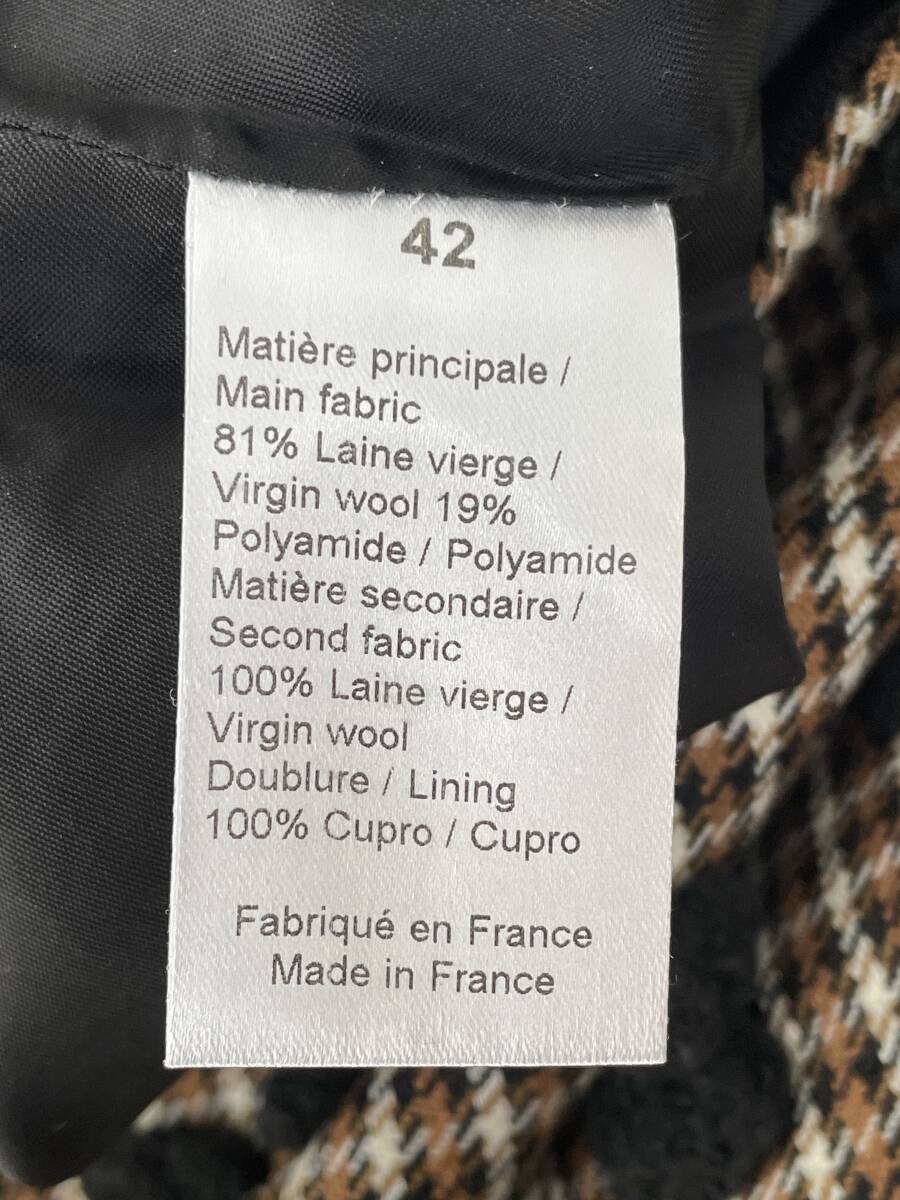 42
Matière principale /
Main fabric
81% Laine vierge /
Virgin wool 19%
Polyamide / Polyamide
Matière secondaire /
Second fabric
100% Laine vierge /
Virgin wool
Doublure / Lining
100% Cupro / Cupro
Fabriqué en France
Made in France